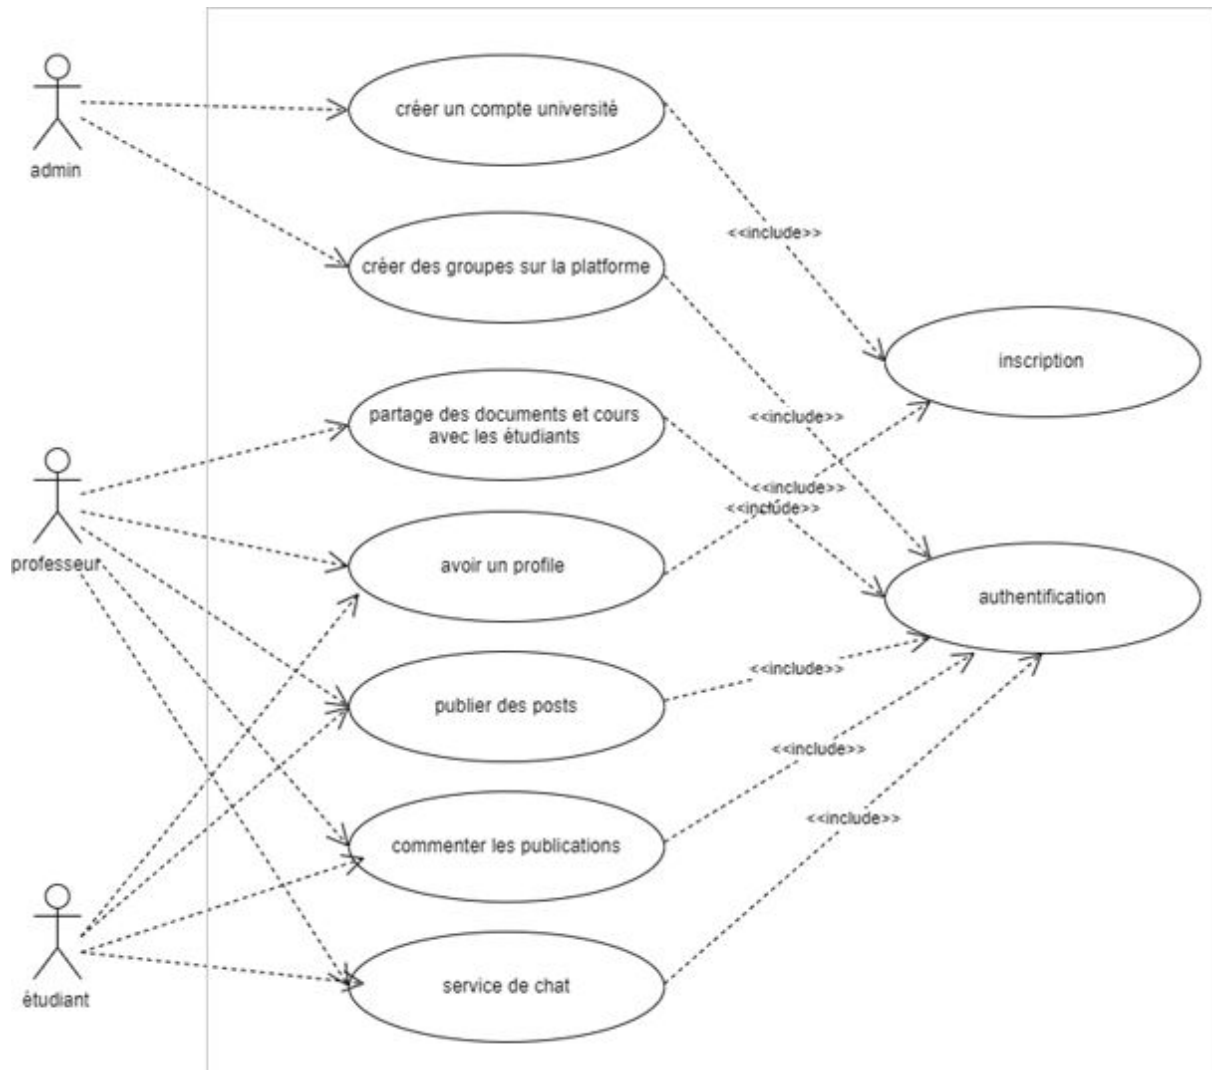 créer un compte université
admin
<<include>>
créer des groupes sur la platforme
inscription
partage des documents et cours
avec les étudiants
<<include>>
<<include>>
<<include>>
professeur
avoir un profile
authentification
<<include>>
publier des posts
<<include>>
commenter les publications
<<include>>
service de chat
étudiant